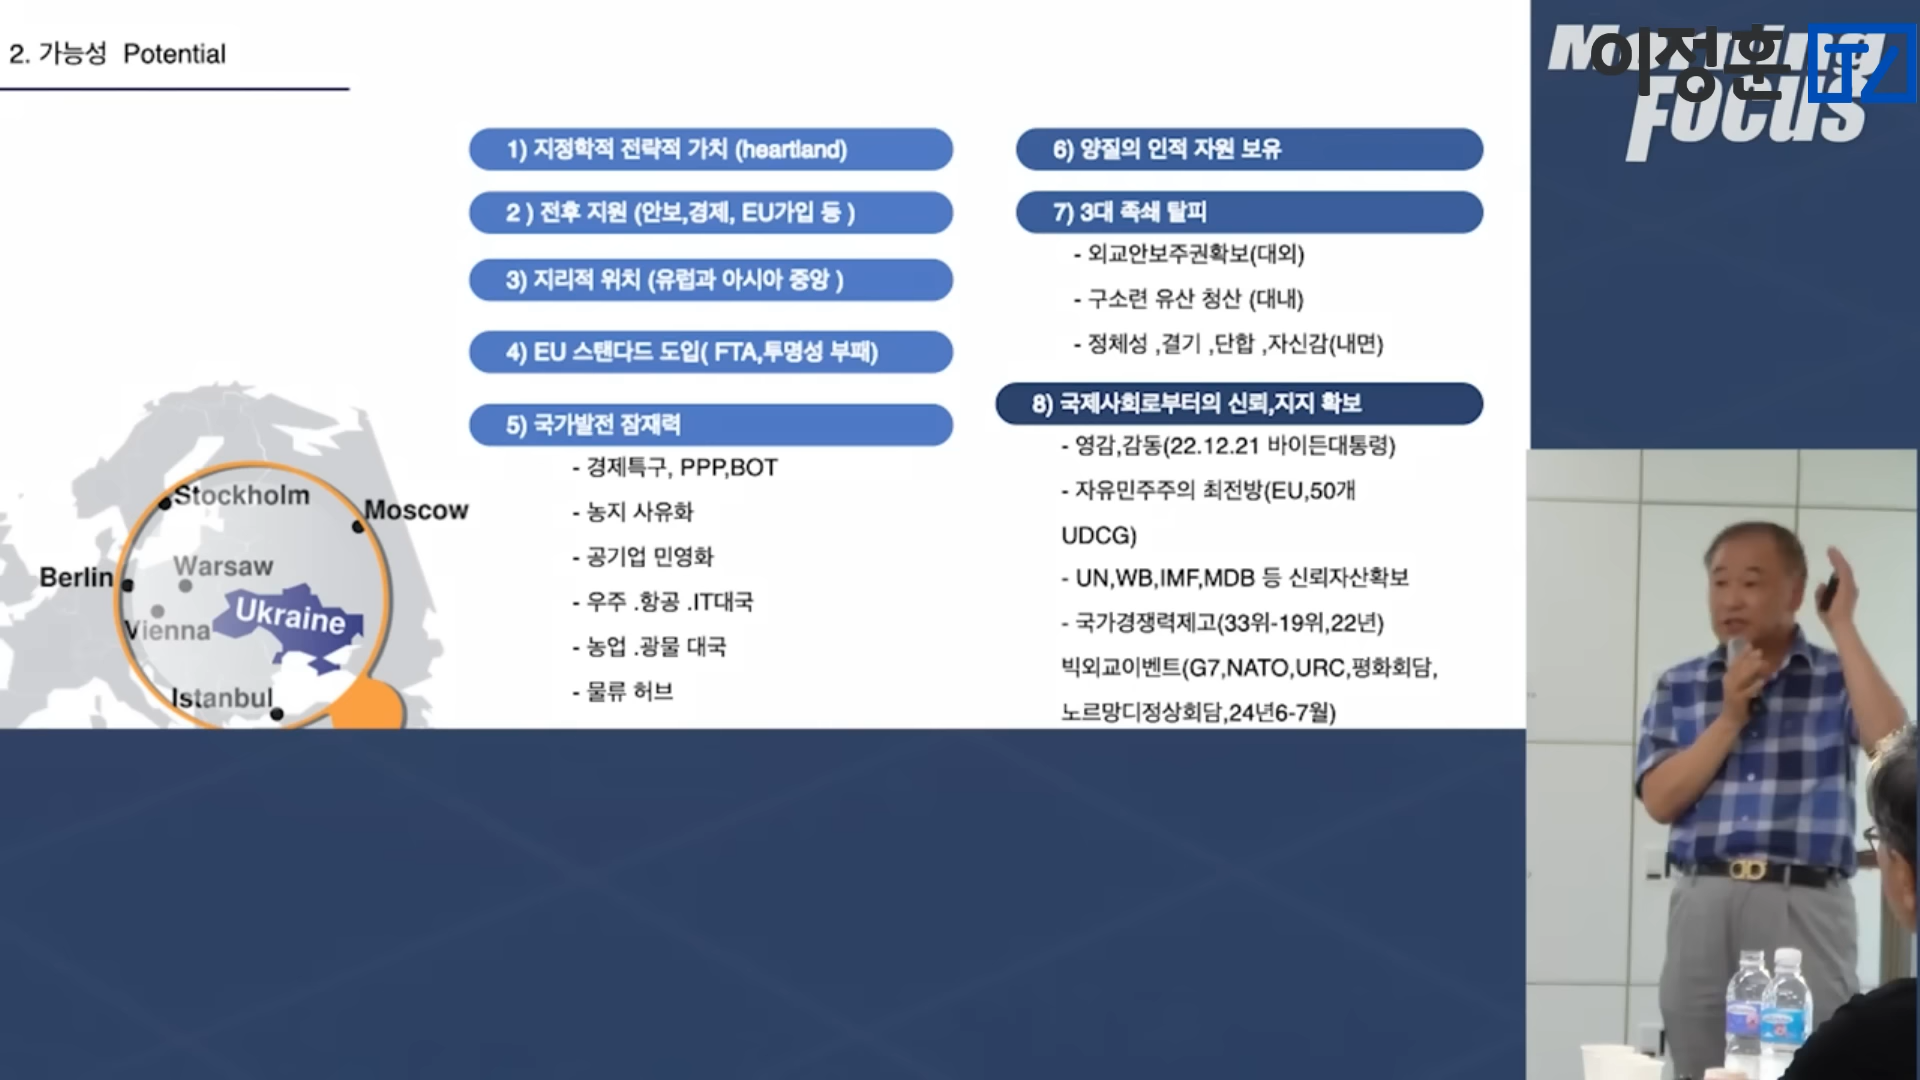 2. 가능성 Potential
1) 지정학적 전략적 가치 (heartland)
2 ) 전후 지원 (안보,경제, EU가입 등 )
3) 지리적 위치 (유럽과 아시아 중앙 )
4) EU 스탠다드 도입( FTA,투명성 부패)
5) 국가발전 잠재력
- 경제특구, PPP,BOT
- 농지 사유화
- 공기업 민영화
- 우주 .항공 .IT대국
- 농업 .광물 대국
- 물류 허브
6) 양질의 인적 자원 보유
7) 3대 족쇄 탈피
- 외교안보주권확보(대외)
- 구소련 유산 청산 (대내)
- 정체성 ,결기 ,단합 ,자신감(내면)
8) 국제사회로부터의 신뢰,지지 확보
- 영감,감동(22.12.21 바이든대통령)
- 자유민주주의 최전방(EU,50개
UDCG)
- UN,WB,IMF,MDB 등 신뢰자산확보
- 국가경쟁력제고(33위-19위,22년)
빅외교이벤트(G7,NATO,URC,평화회담,
노르망디정상회담,24년6-7월)
Stockholm
Moscow
Berlin
Warsaw
Ukraine
Vienna
Istanbul
Morning
Focus
이정훈 TV